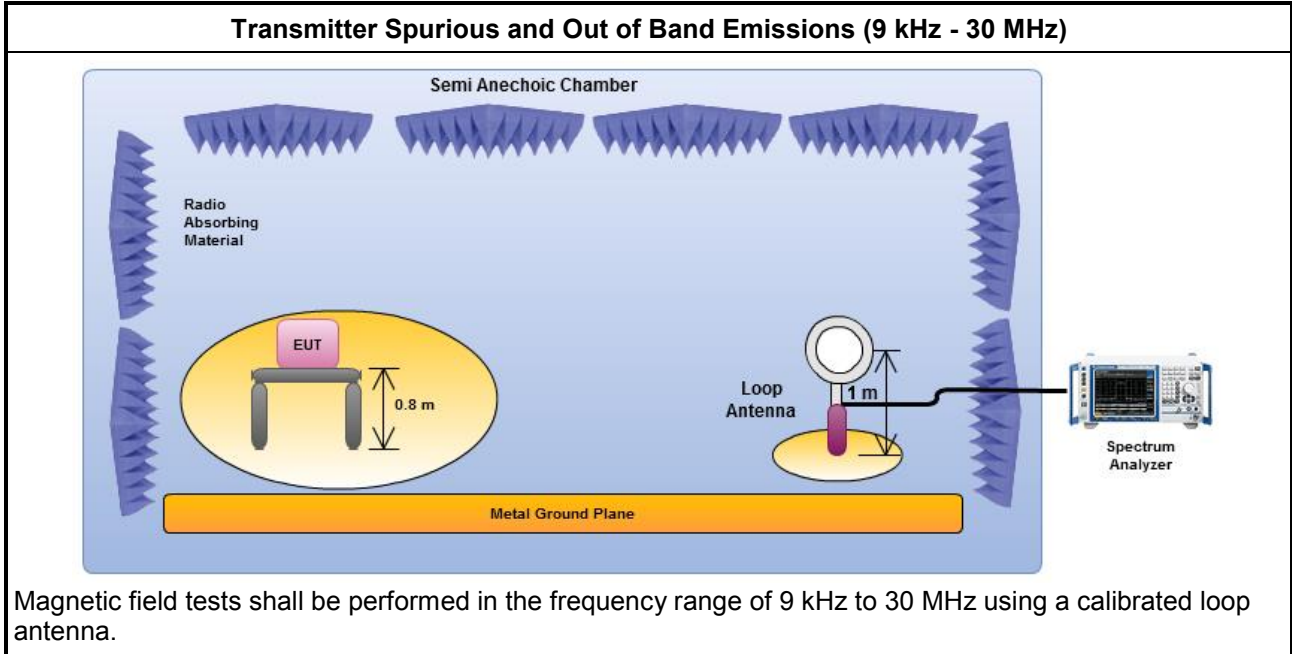 Transmitter Spurious and Out of Band Emissions (9 kHz - 30 MHz)
Semi Anechoic Chamber
Radio
Absorbing
Material
EUT
0.8 m
Loop
Antenna
1 m
Spectrum
Analyzer
Metal Ground Plane
Magnetic field tests shall be performed in the frequency range of 9 kHz to 30 MHz using a calibrated loop
antenna.